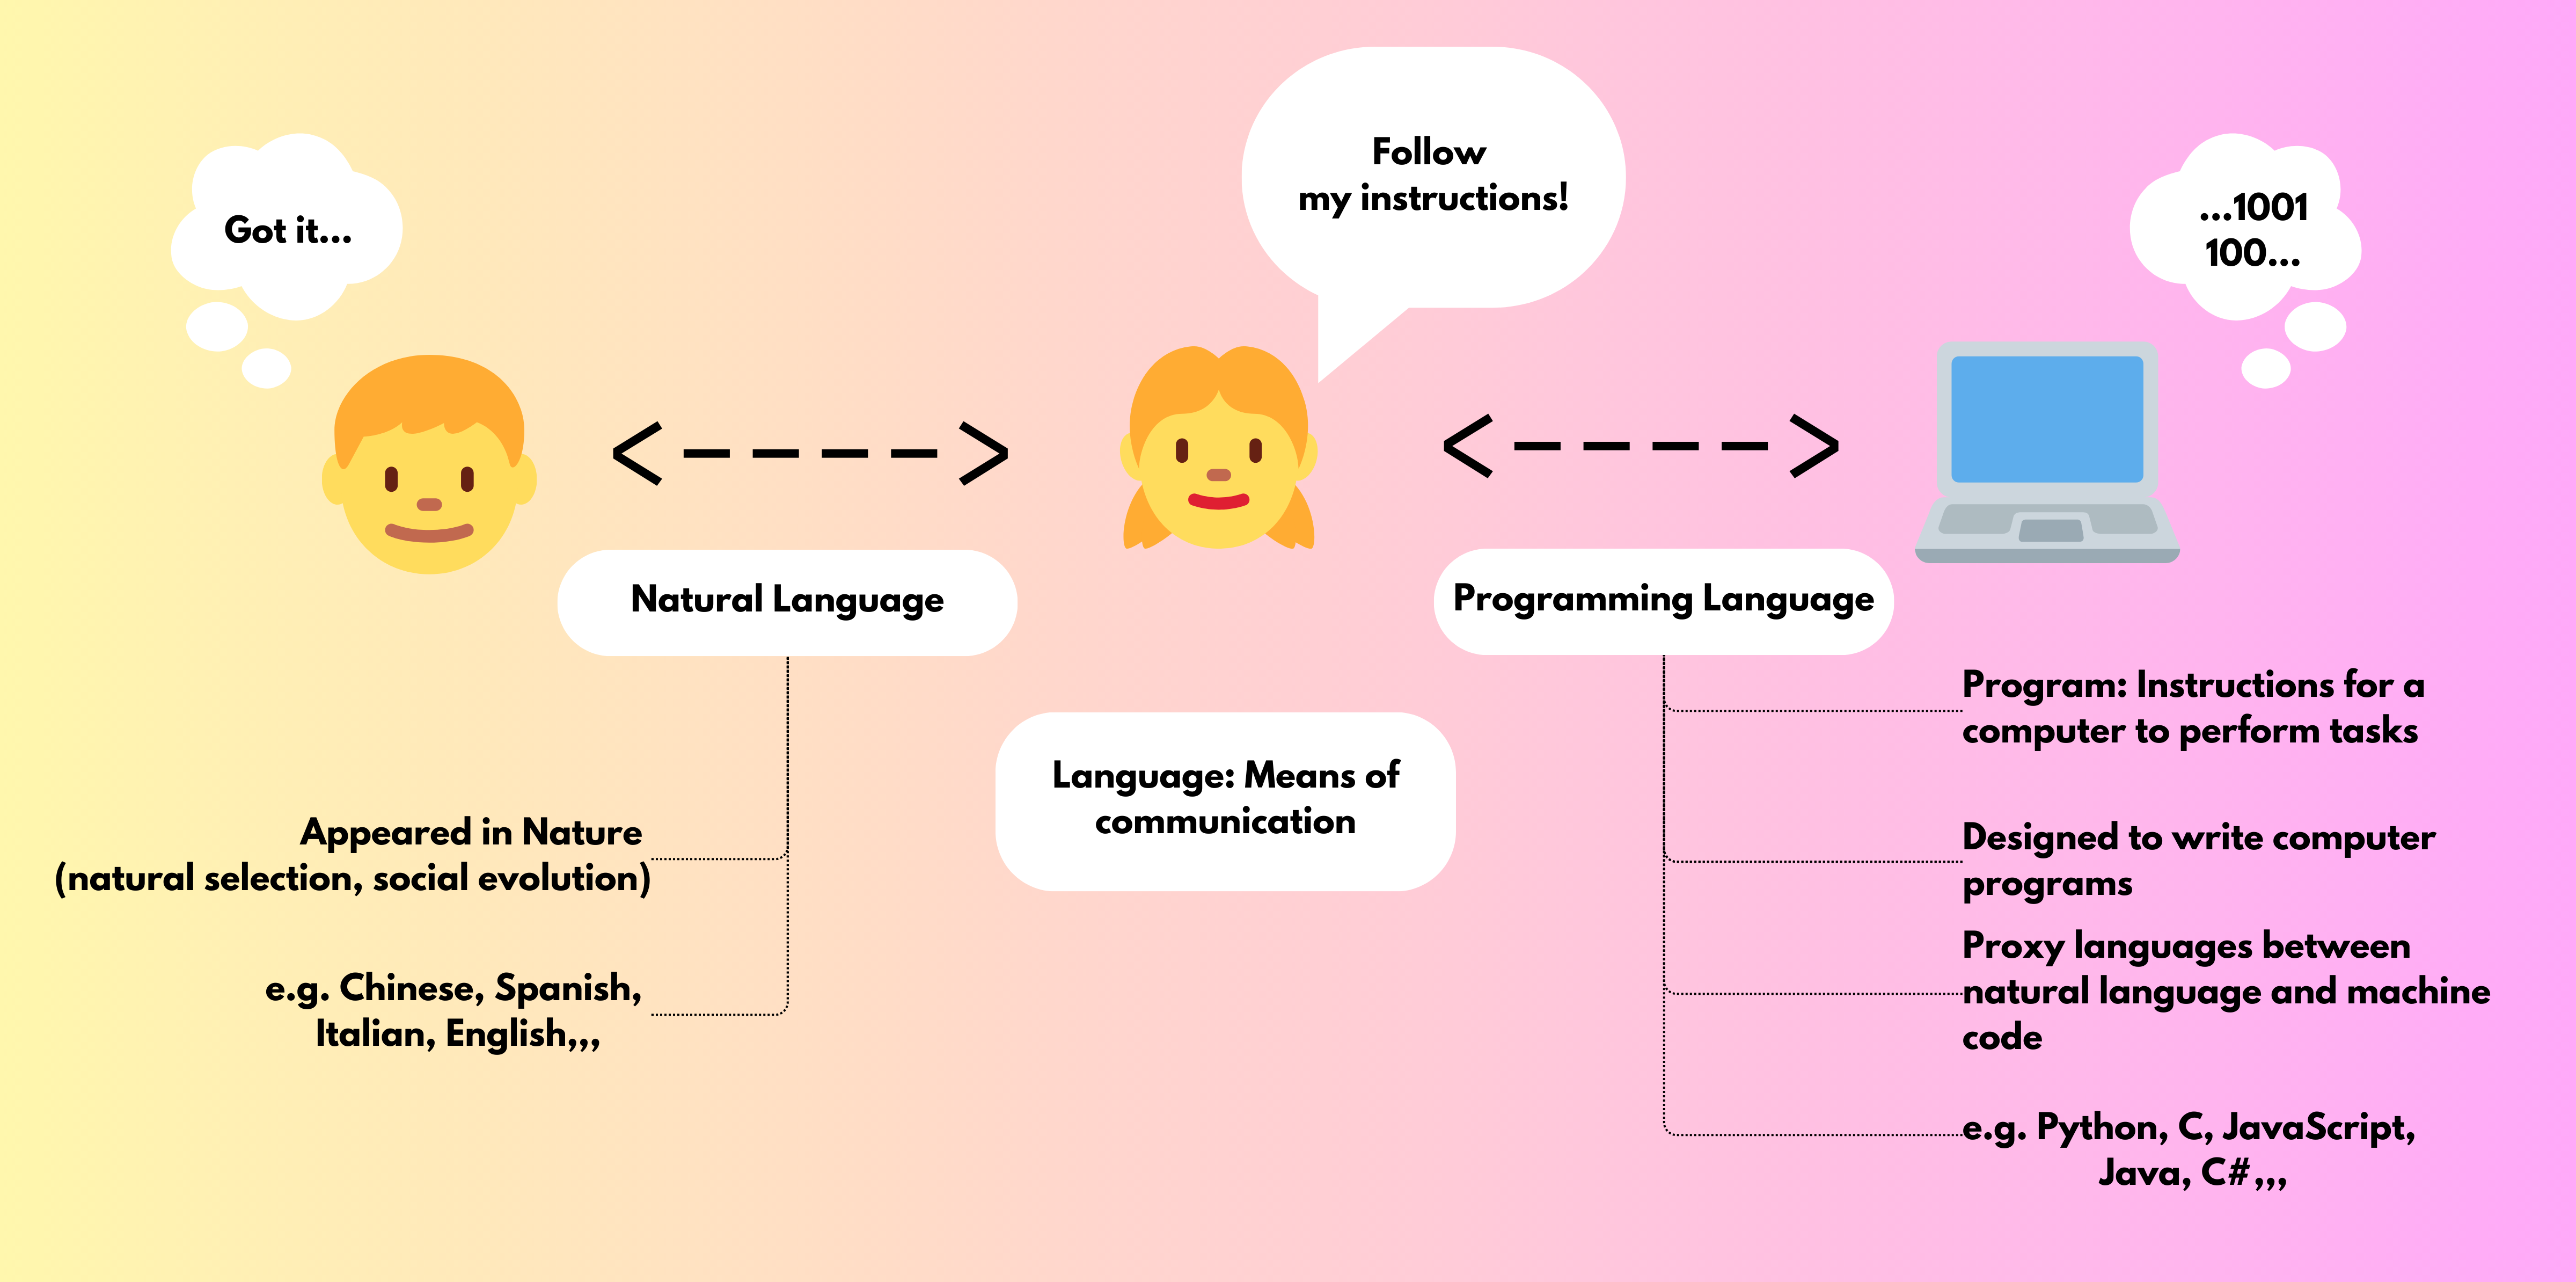 Got it...
Follow
my instructions!
...1001
100...
Natural Language
Programming Language
Language: Means of
communication
Appeared in Nature
(natural selection, social evolution)
e.g. Chinese, Spanish,
Italian, English,,,
Program: Instructions for a
computer to perform tasks
Designed to write computer
programs
Proxy languages between
natural language and machine
code
e.g. Python, C, JavaScript,
Java, C#,,,